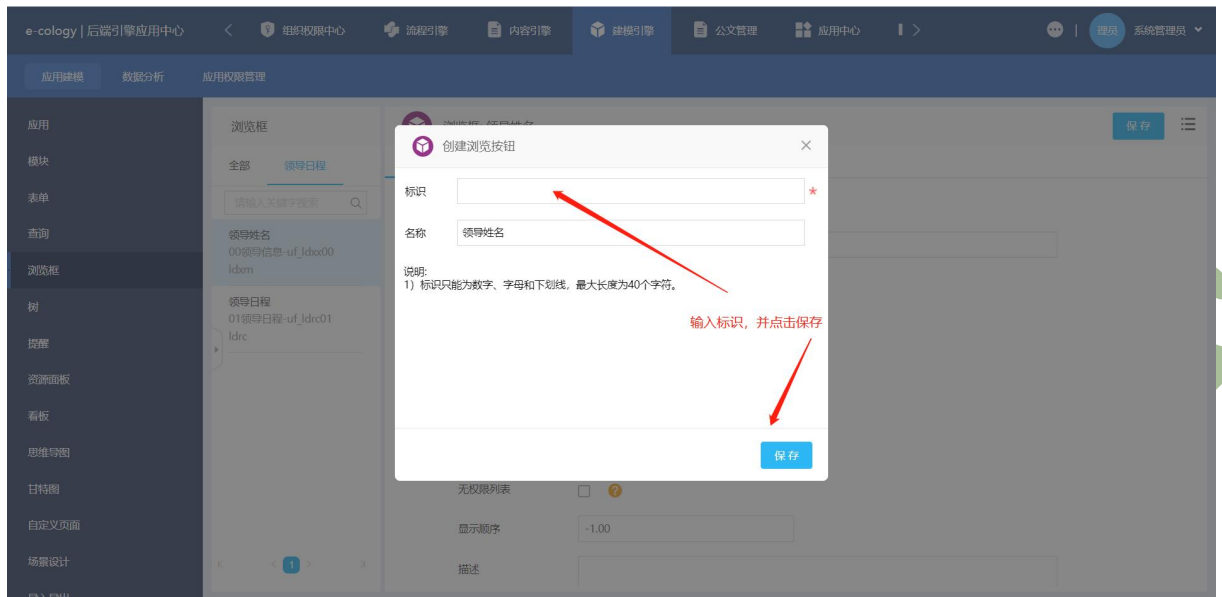 e-cology | 后端引擎应用中心
组织权限中心
流程引擎
内容引擎
建模引擎
公文管理
应用中心
理员
系统管理员
应用建模
数据分析
应用权限管理
应用
模块
表单
查询
浏览框
树
提醒
资源面板
看板
思维导图
甘特图
自定义页面
场景设计
浏览框
全部
领导日程
请输入关键字搜索
领导姓名
00领导信息-uf_ldxx00
ldxm
领导日程
01领导日程-uf_ldrc01
ldrc
1
浏览框: 领导姓名
保存
创建浏览按钮
标识
*
名称
领导姓名
说明:
1) 标识只能为数字、字母和下划线，最大长度为40个字符。
输入标识，并点击保存
保存
无权限列表
?
显示顺序
-1.00
描述